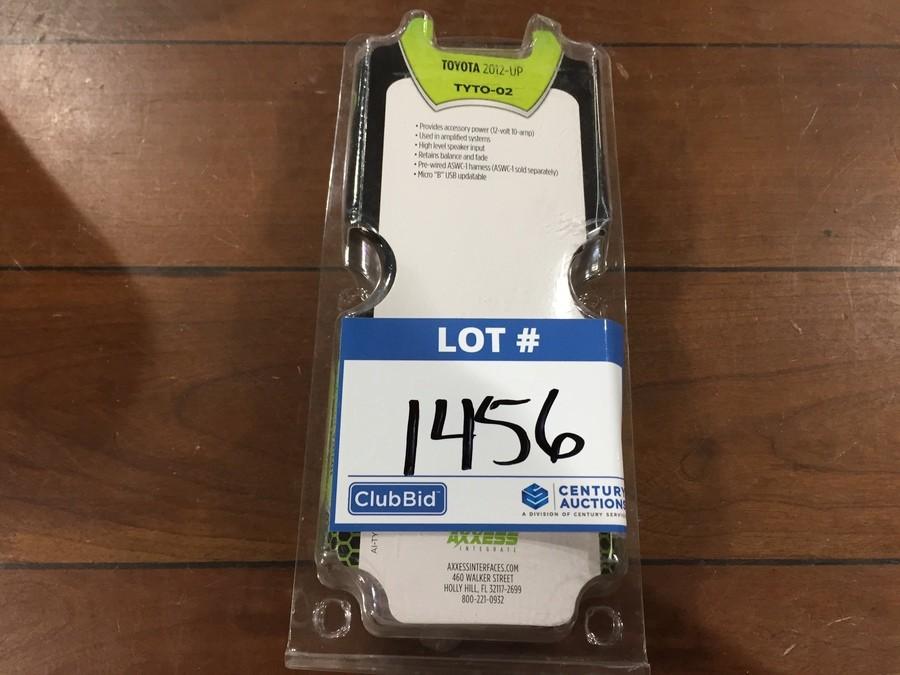 TOYOTA 2012-UP
TYTO-02
• Provides accessory power (12-volt 10-amp)
• Used in amplified systems
• High level speaker input
• Retains balance and fade
• Pre-wired ASWC-1 harness (ASWC-1 sold separately)
• Micro "B" USB updatable
LOT #
1456
ClubBid™
CENTURY
AUCTIONS
A DIVISION OF CENTURY
AXXESS
INTEGRATE
AXXESSINTERFACES.COM
460 WALKER STREET
HOLLY HILL, FL 32117-2699
800-221-0932